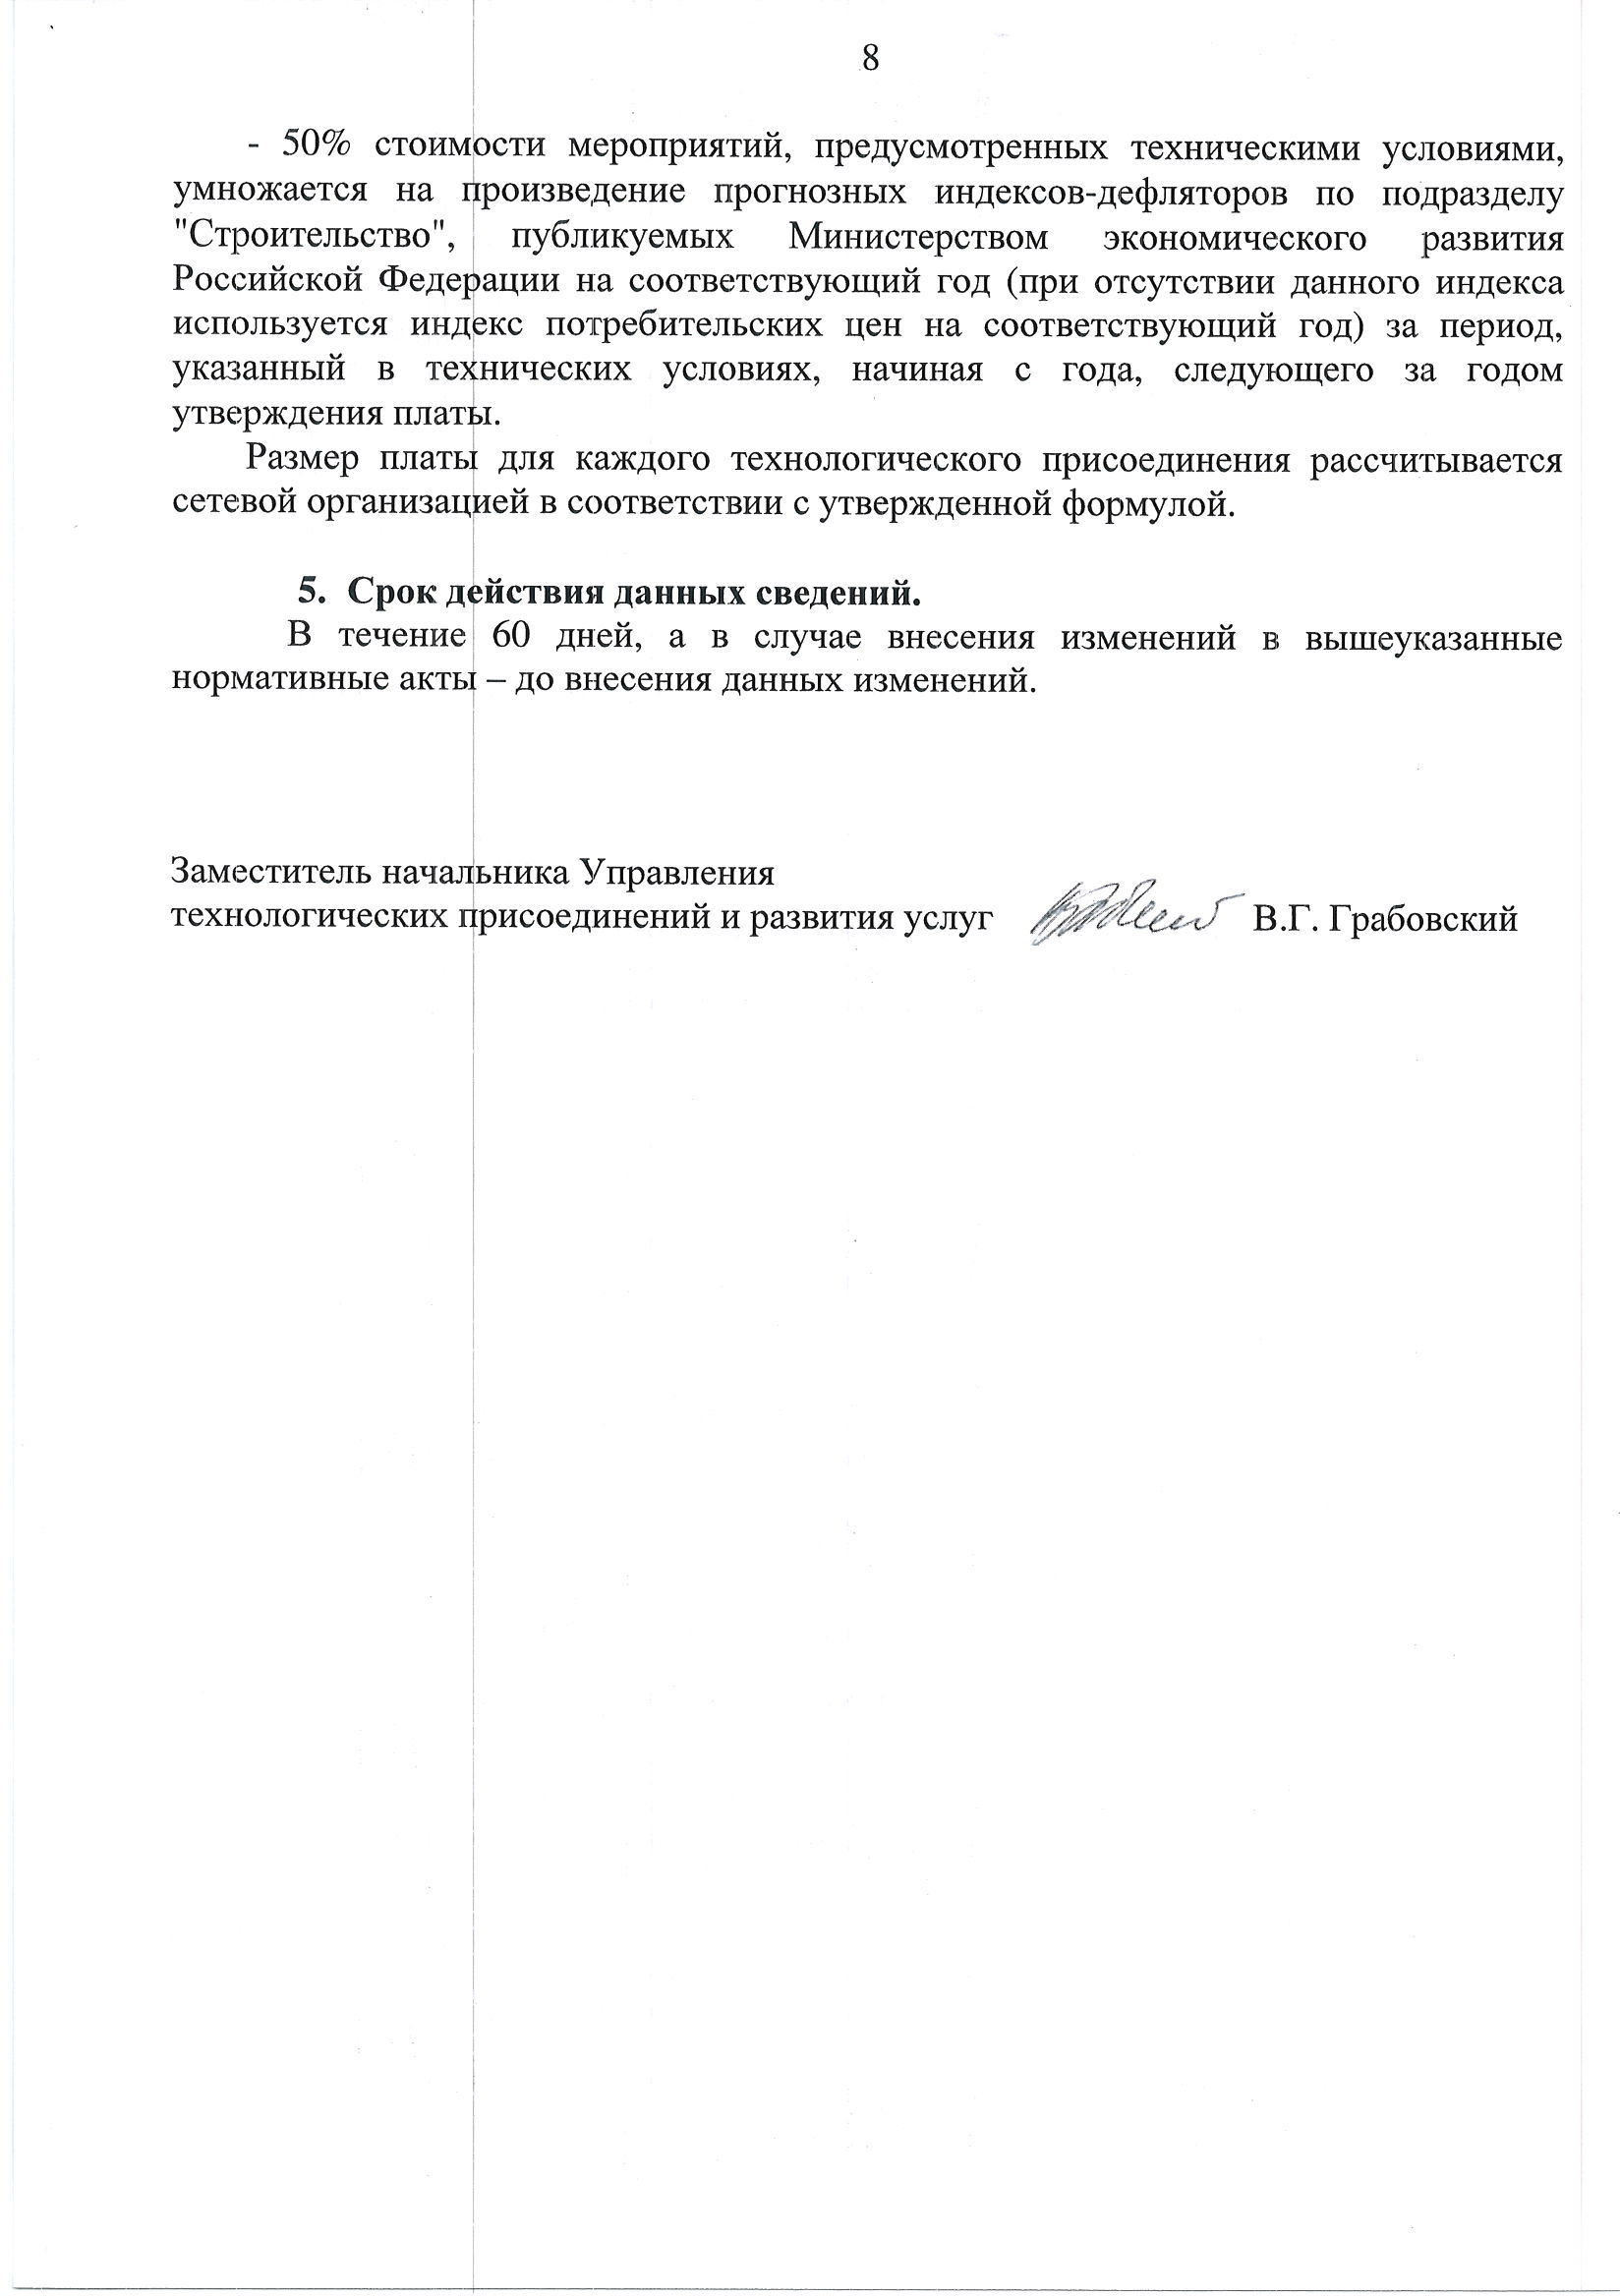 8
- 50% стоимости мероприятий, предусмотренных техническими условиями,
умножается на произведение прогнозных индексов-дефляторов по подразделу
"Строительство", публикуемых Министерством экономического развития
Российской Федерации на соответствующий год (при отсутствии данного индекса
используется индекс потребительских цен на соответствующий год) за период,
указанный в технических условиях, начиная с года, следующего за годом
утверждения платы.
Размер платы для каждого технологического присоединения рассчитывается
сетевой организацией в соответствии с утвержденной формулой.
5. Срок действия данных сведений.
В течение 60 дней, а в случае внесения изменений в вышеуказанные
нормативные акты – до внесения данных изменений.
Заместитель начальника Управления
технологических присоединений и развития услуг В.Г. Грабовский